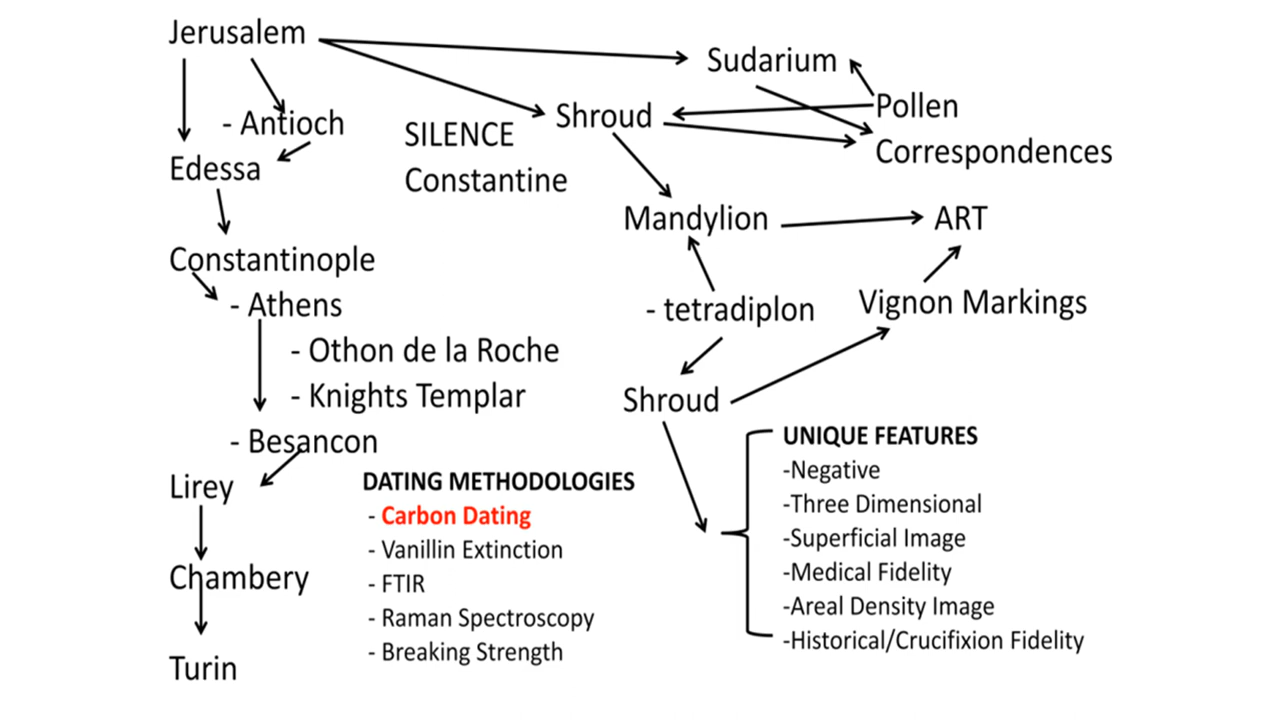 Jerusalem
- Antioch
Edessa
Constantinople
- Athens
- Othon de la Roche
- Knights Templar
- Besancon
Lirey
Chambery
Turin
SILENCE
Constantine
DATING METHODOLOGIES
- Carbon Dating
- Vanillin Extinction
- FTIR
- Raman Spectroscopy
- Breaking Strength
Sudarium
Shroud
Pollen
Correspondences
Mandylion
ART
- tetradiplon
Vignon Markings
Shroud
UNIQUE FEATURES
-Negative
-Three Dimensional
-Superficial Image
-Medical Fidelity
-Areal Density Image
-Historical/Crucifixion Fidelity